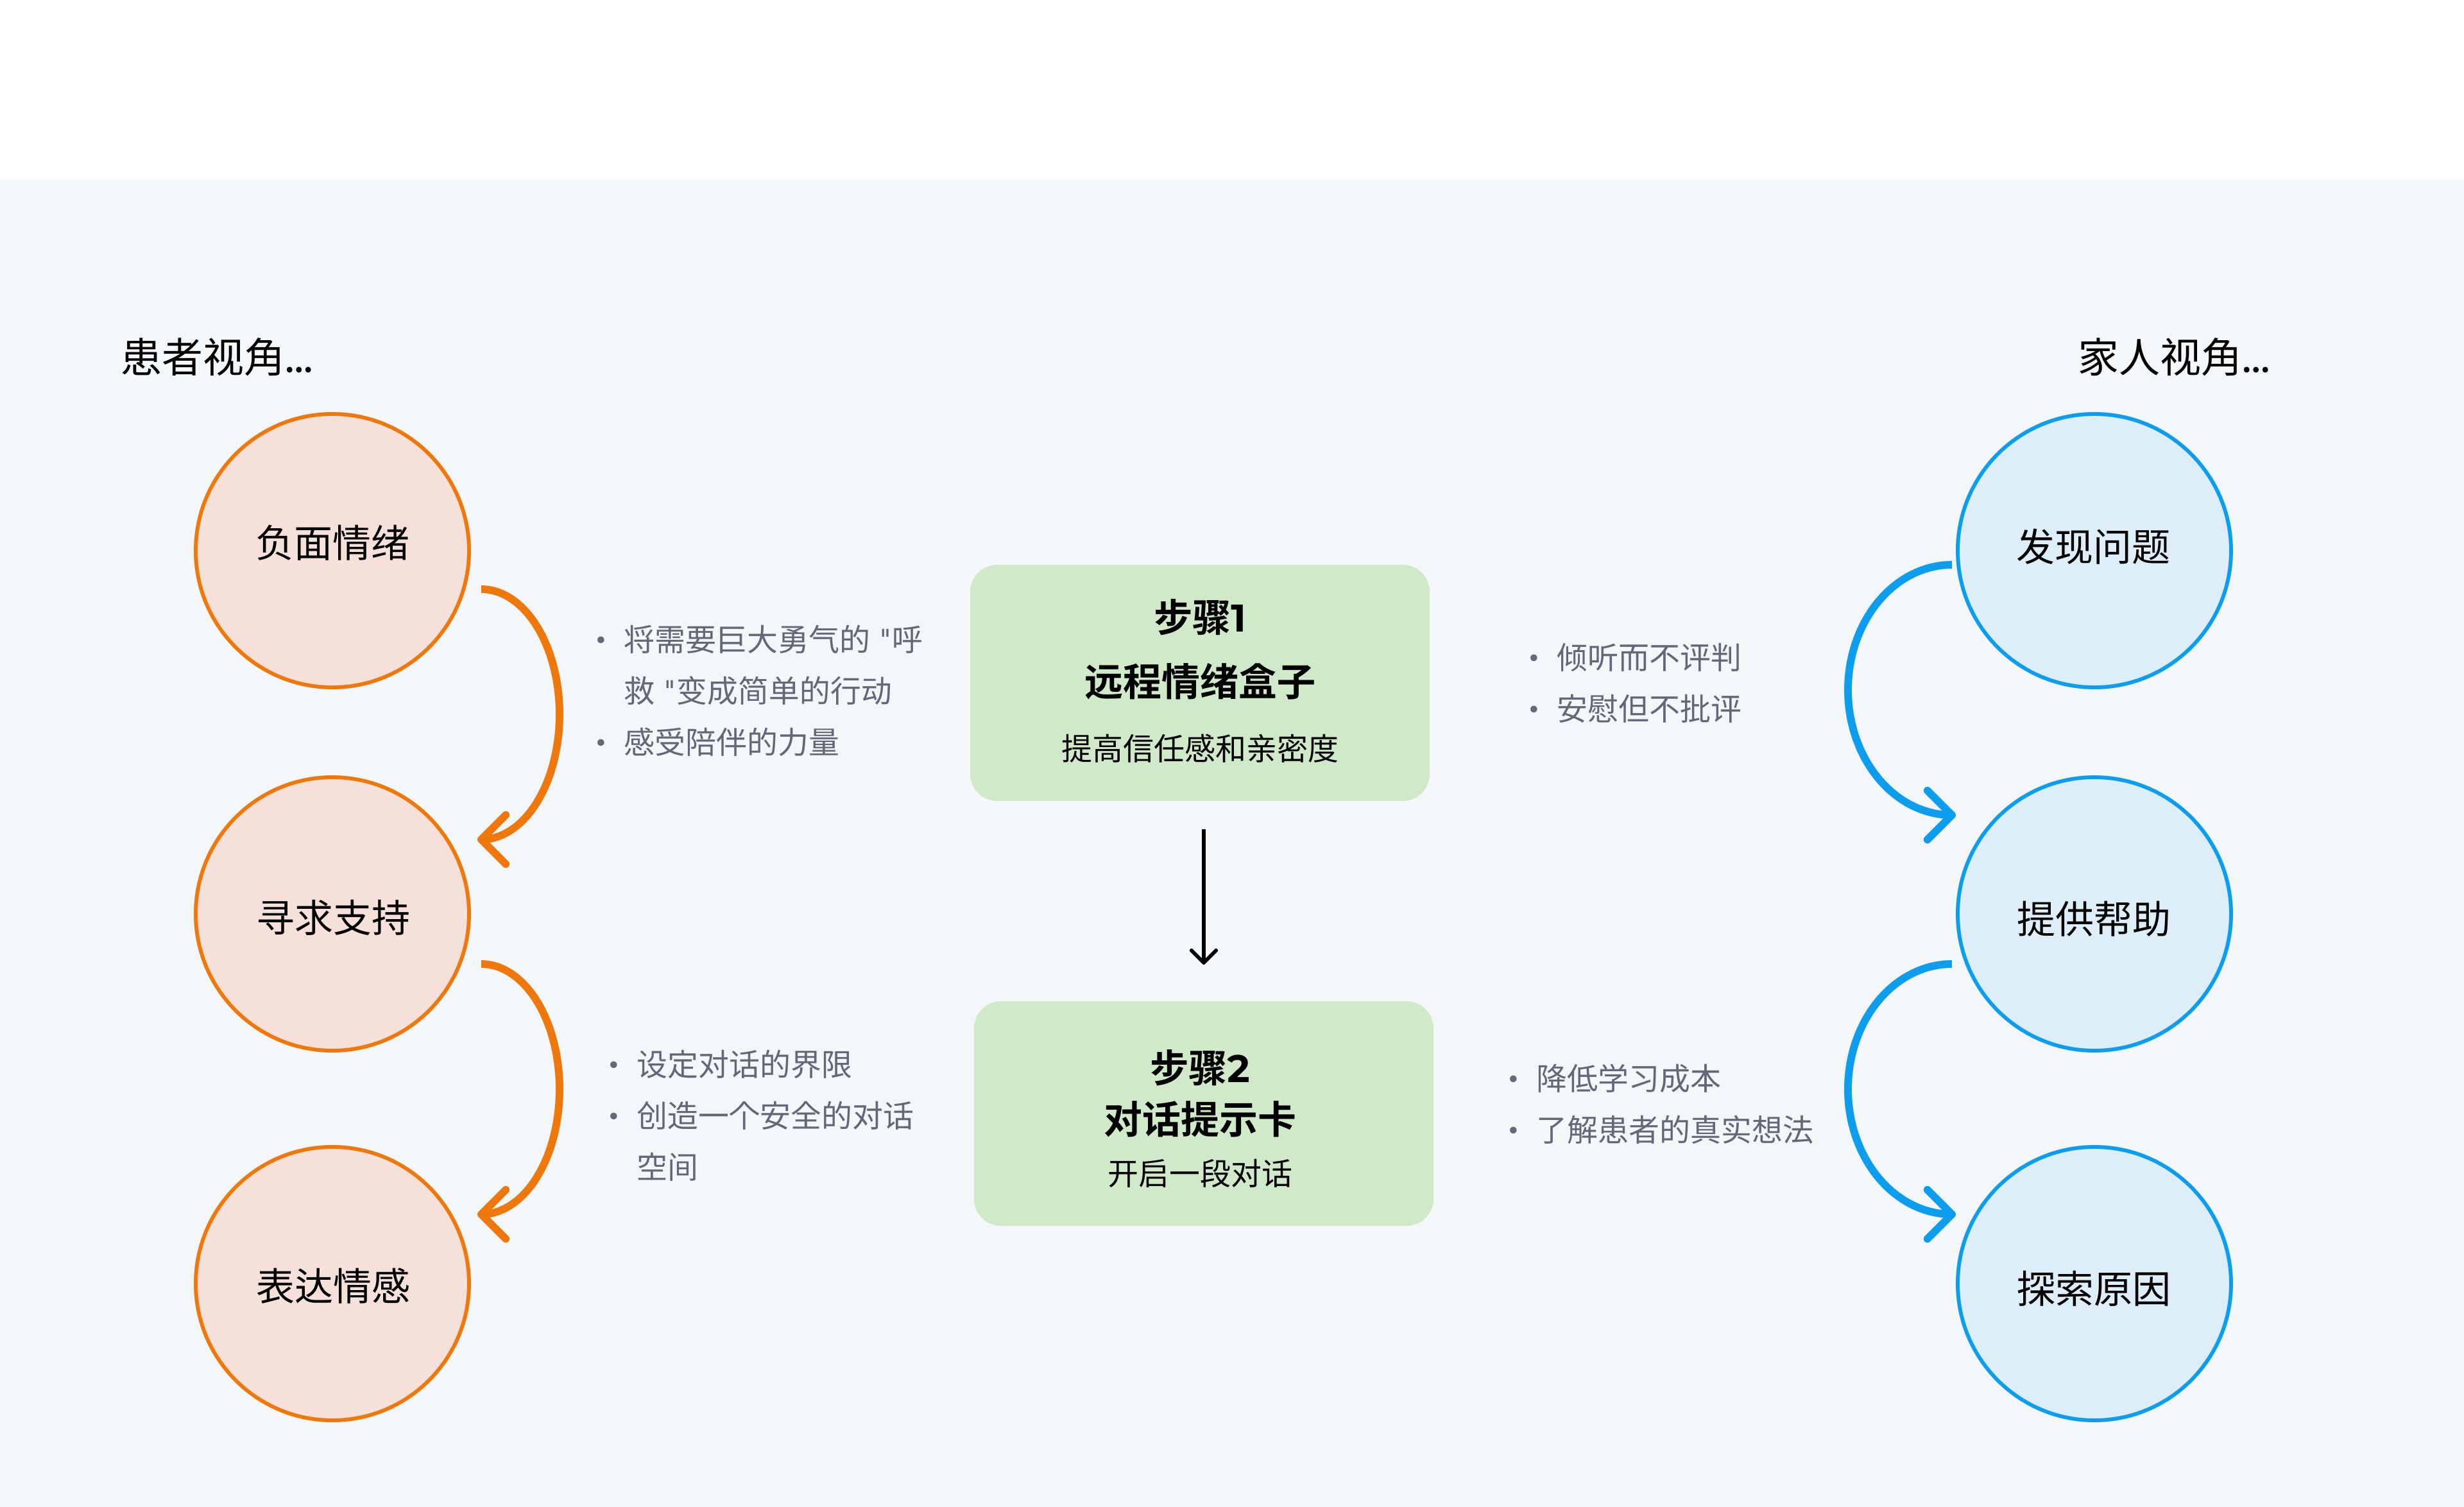 患者视角...
家人视角...
负面情绪
发现问题
• 将需要巨大勇气的 "呼
救 "变成简单的行动
• 感受陪伴的力量
步骤1
远程情绪盒子
提高信任感和亲密度
• 倾听而不评判
• 安慰但不批评
寻求支持
提供帮助
• 设定对话的界限
• 创造一个安全的对话
空间
步骤2
对话提示卡
开启一段对话
• 降低学习成本
• 了解患者的真实想法
表达情感
探索原因